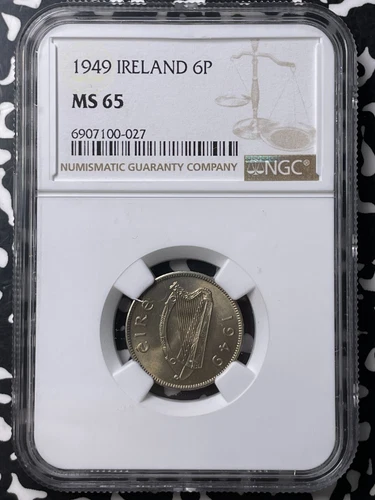 1949 IRELAND 6P
MS 65
6907100-027
NUMISMATIC GUARANTY COMPANY
NGC®
éIRe
1949